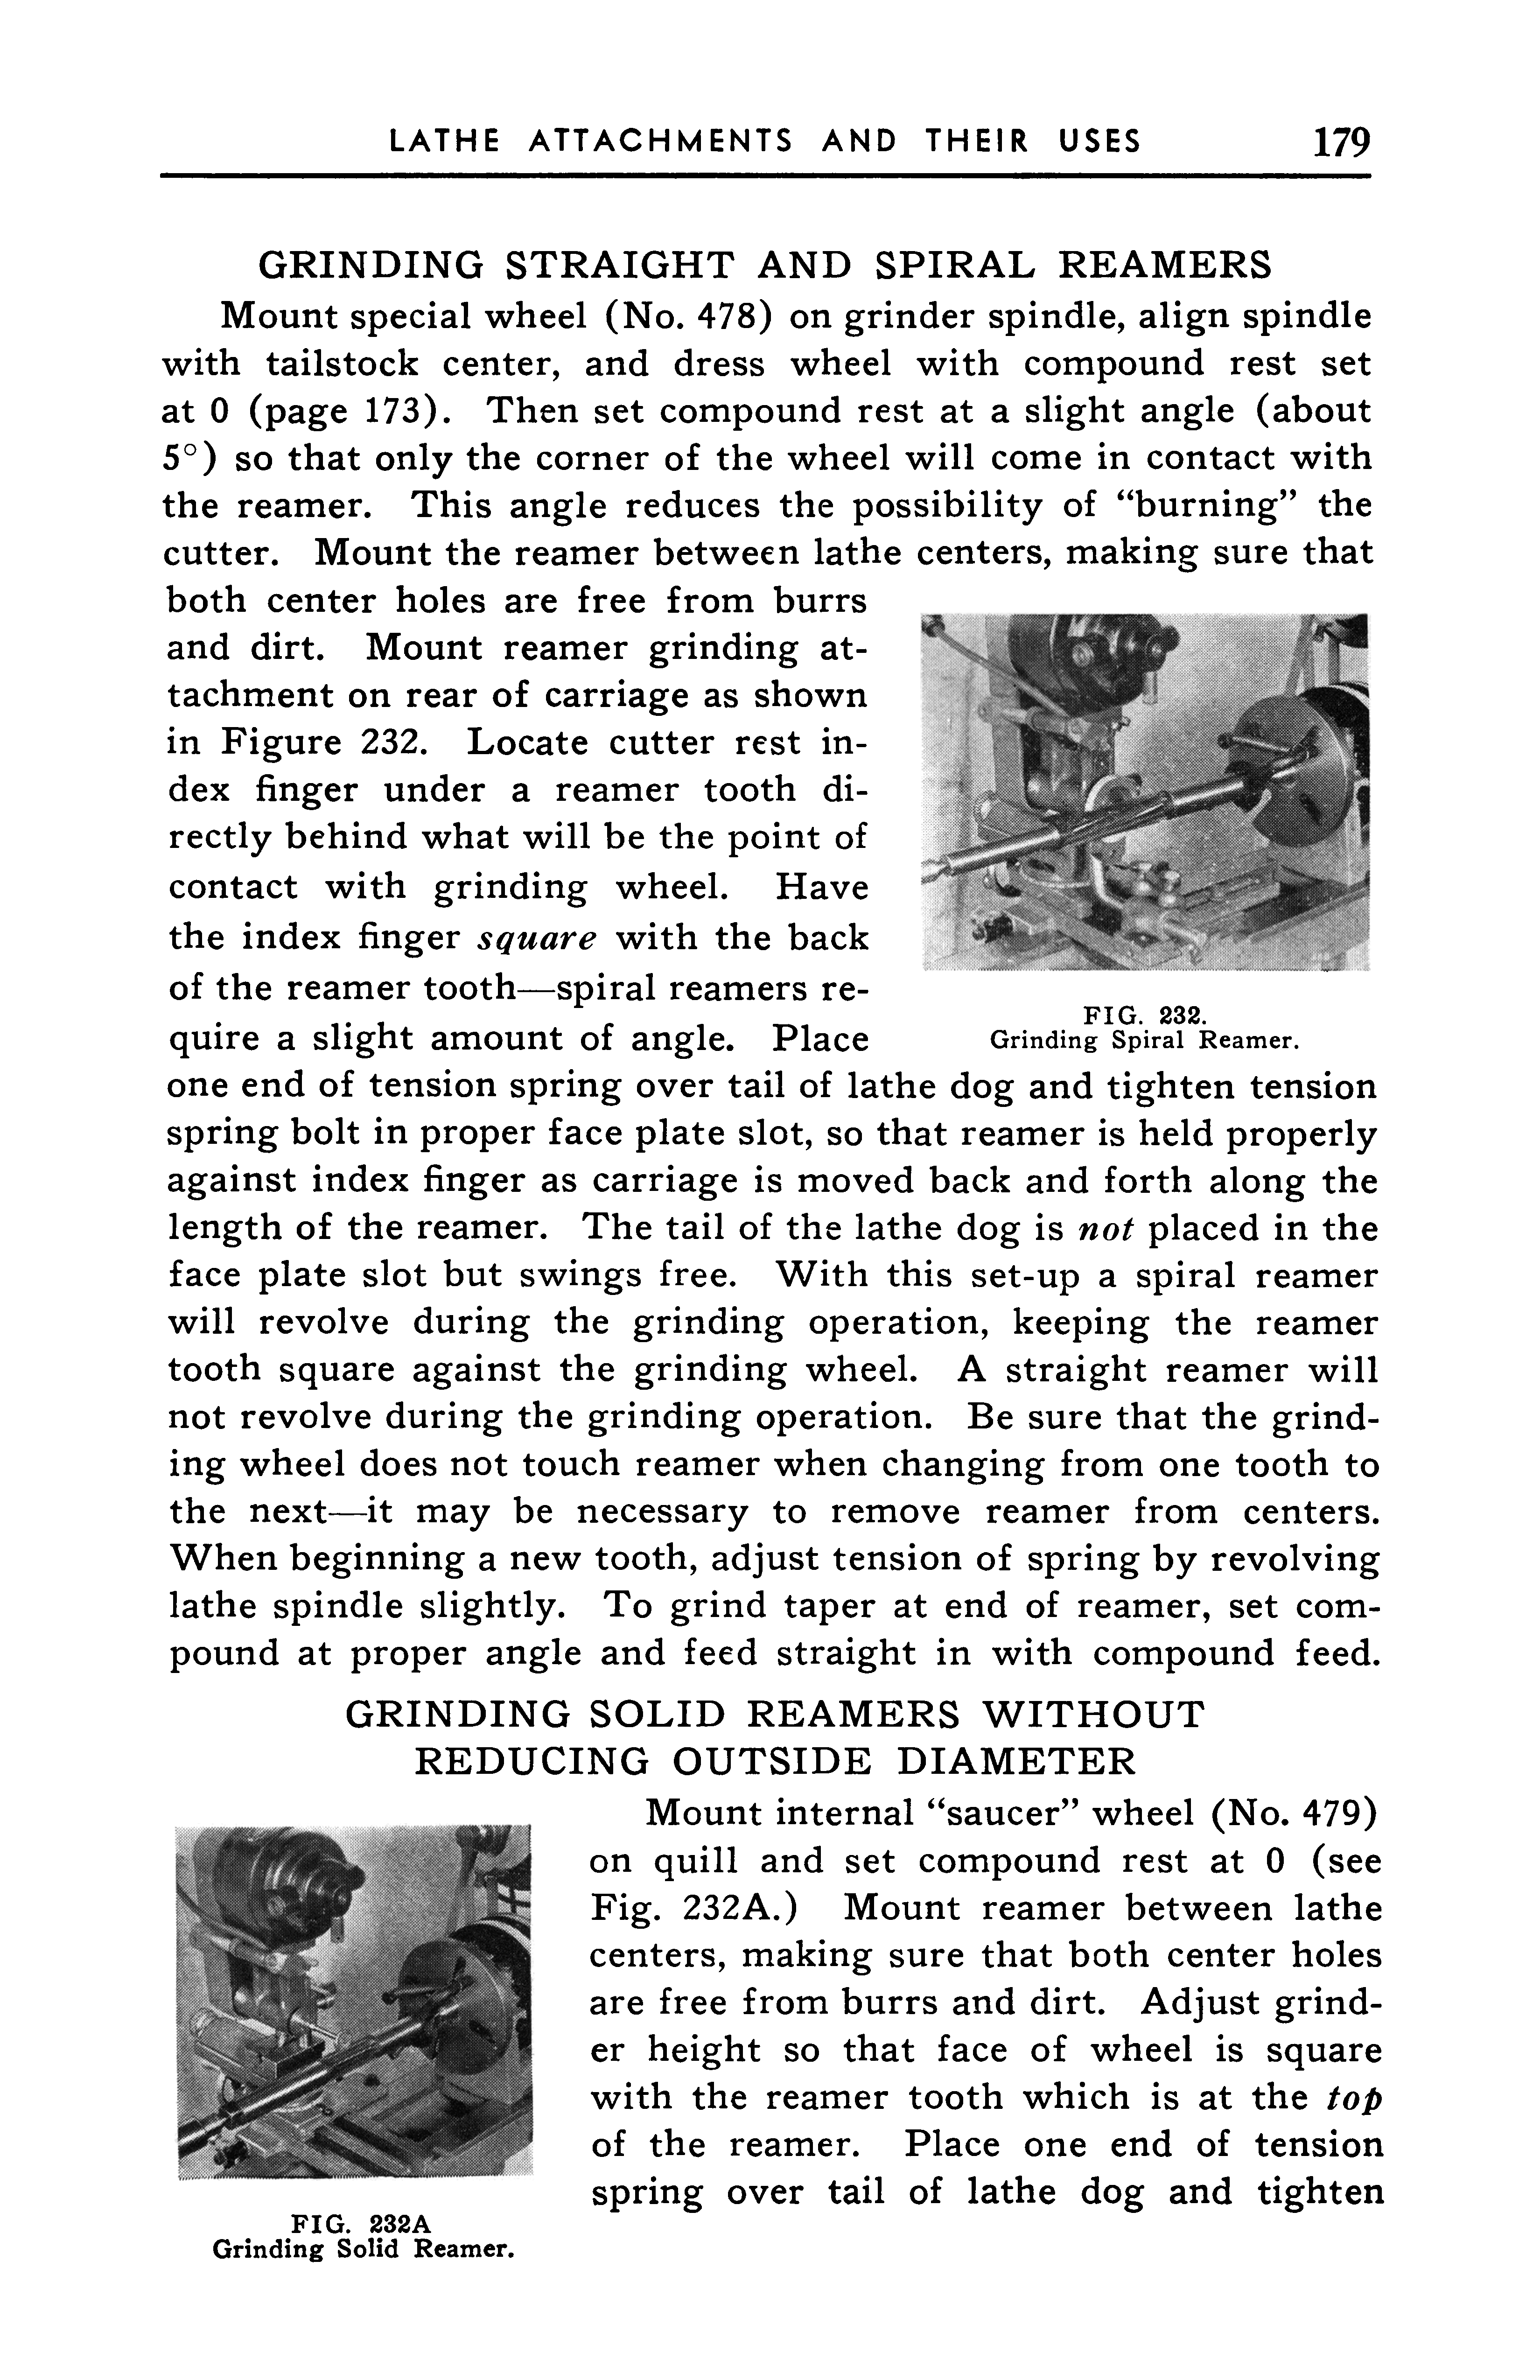 LATHE ATTACHMENTS AND THEIR USES 179
GRINDING STRAIGHT AND SPIRAL REAMERS
Mount special wheel (No. 478) on grinder spindle, align spindle
with tailstock center, and dress wheel with compound rest set
at 0 (page 173). Then set compound rest at a slight angle (about
5°) so that only the corner of the wheel will come in contact with
the reamer. This angle reduces the possibility of “burning” the
cutter. Mount the reamer between lathe centers, making sure that
both center holes are free from burrs
and dirt. Mount reamer grinding at-
tachment on rear of carriage as shown
in Figure 232. Locate cutter rest in-
dex finger under a reamer tooth di-
rectly behind what will be the point of
contact with grinding wheel. Have
the index finger square with the back
of the reamer tooth—spiral reamers re-
quire a slight amount of angle. Place
FIG. 232.
Grinding Spiral Reamer.
one end of tension spring over tail of lathe dog and tighten tension
spring bolt in proper face plate slot, so that reamer is held properly
against index finger as carriage is moved back and forth along the
length of the reamer. The tail of the lathe dog is not placed in the
face plate slot but swings free. With this set-up a spiral reamer
will revolve during the grinding operation, keeping the reamer
tooth square against the grinding wheel. A straight reamer will
not revolve during the grinding operation. Be sure that the grind-
ing wheel does not touch reamer when changing from one tooth to
the next—it may be necessary to remove reamer from centers.
When beginning a new tooth, adjust tension of spring by revolving
lathe spindle slightly. To grind taper at end of reamer, set com-
pound at proper angle and feed straight in with compound feed.
GRINDING SOLID REAMERS WITHOUT
REDUCING OUTSIDE DIAMETER
Mount internal “saucer” wheel (No. 479)
on quill and set compound rest at 0 (see
Fig. 232A.) Mount reamer between lathe
centers, making sure that both center holes
are free from burrs and dirt. Adjust grind-
er height so that face of wheel is square
with the reamer tooth which is at the top
of the reamer. Place one end of tension
spring over tail of lathe dog and tighten
FIG. 232A
Grinding Solid Reamer.